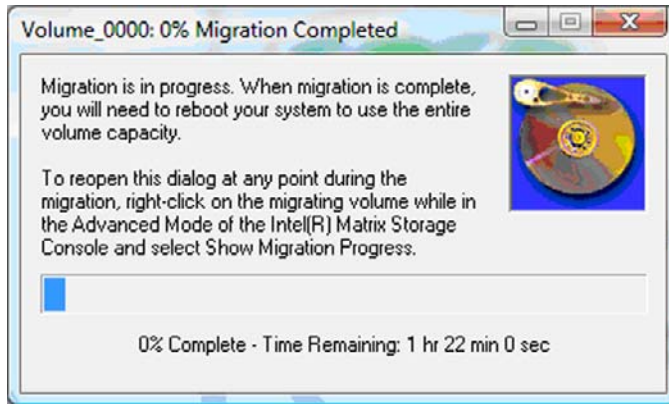 Volume_0000: 0% Migration Completed
Migration is in progress. When migration is complete,
you will need to reboot your system to use the entire
volume capacity.
To reopen this dialog at any point during the
migration, right-click on the migrating volume while in
the Advanced Mode of the Intel(R) Matrix Storage
Console and select Show Migration Progress.
0% Complete - Time Remaining: 1 hr 22 min 0 sec